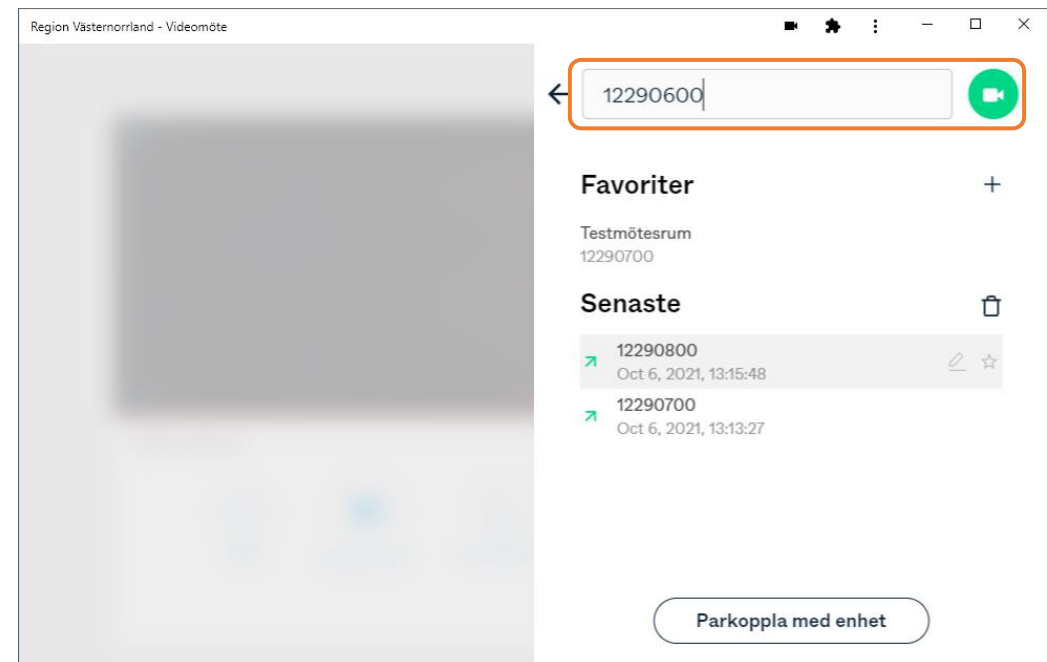 Region Västernorrland - Videomöte
12290600
Favoriter
Testmötesrum
12290700
Senaste
12290800
Oct 6, 2021, 13:15:48
12290700
Oct 6, 2021, 13:13:27
Parkoppla med enhet